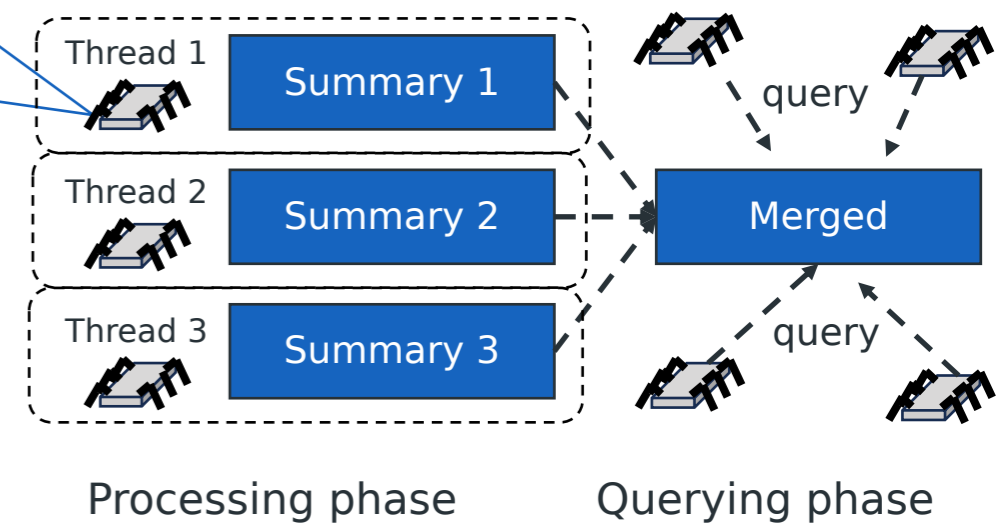 Thread 1
Summary 1
query
Thread 2
Summary 2
Merged
Thread 3
Summary 3
query
Processing phase
Querying phase